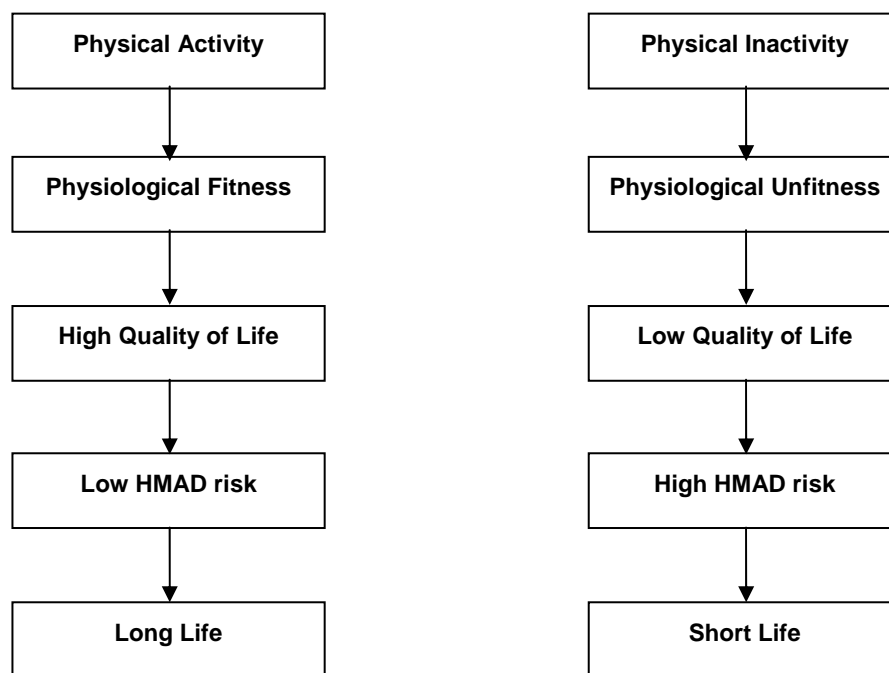 Physical Activity
Physiological Fitness
High Quality of Life
Low HMAD risk
Long Life
Physical Inactivity
Physiological Unfitness
Low Quality of Life
High HMAD risk
Short Life